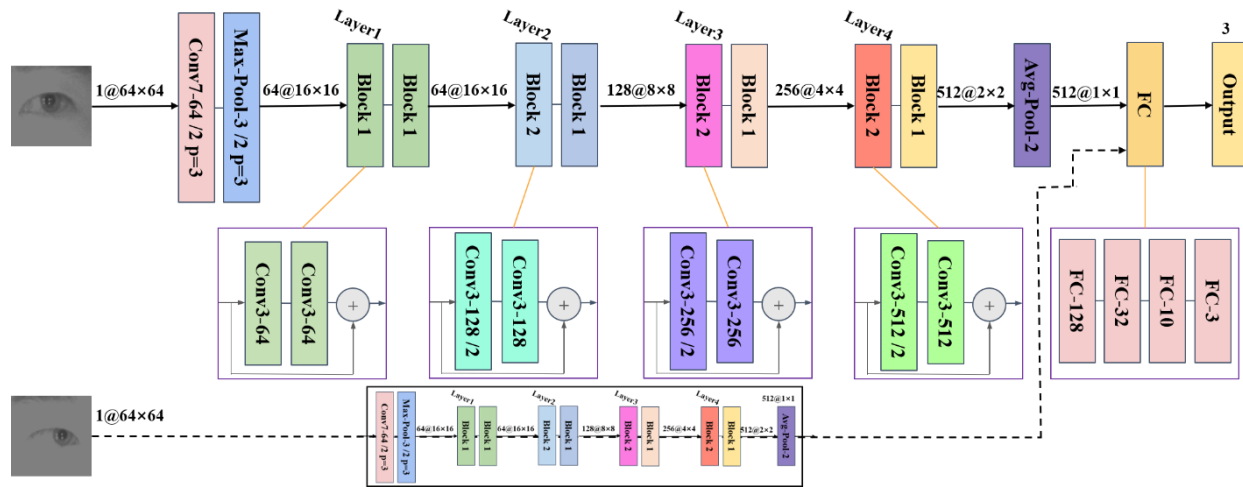 Layer1
Layer2
Layer3
Layer4
3
1@64×64
Conv7-64 /2 p=3
Max-Pool-3 /2 p=3
64@16×16
Block 1
Block 1
64@16×16
Block 2
Block 1
128@8×8
Block 2
Block 1
256@4×4
Block 2
Block 1
512@2×2
Avg-Pool-2
512@1×1
FC
Output
Conv3-64
Conv3-64
+
Conv3-128 /2
Conv3-128
+
Conv3-256 /2
Conv3-256
+
Conv3-512 /2
Conv3-512
+
FC-128
FC-32
FC-10
FC-3
1@64×64
Conv7-64 /2 p=3
Max-Pool-3 /2 p=3
64@16×16
Layer1
Block 1
Block 1
64@16×16
Layer2
Block 2
Block 1
128@8×8
Layer3
Block 2
Block 1
256@4×4
Layer4
Block 2
Block 1
512@2×2
512@1×1
Avg-Pool-2